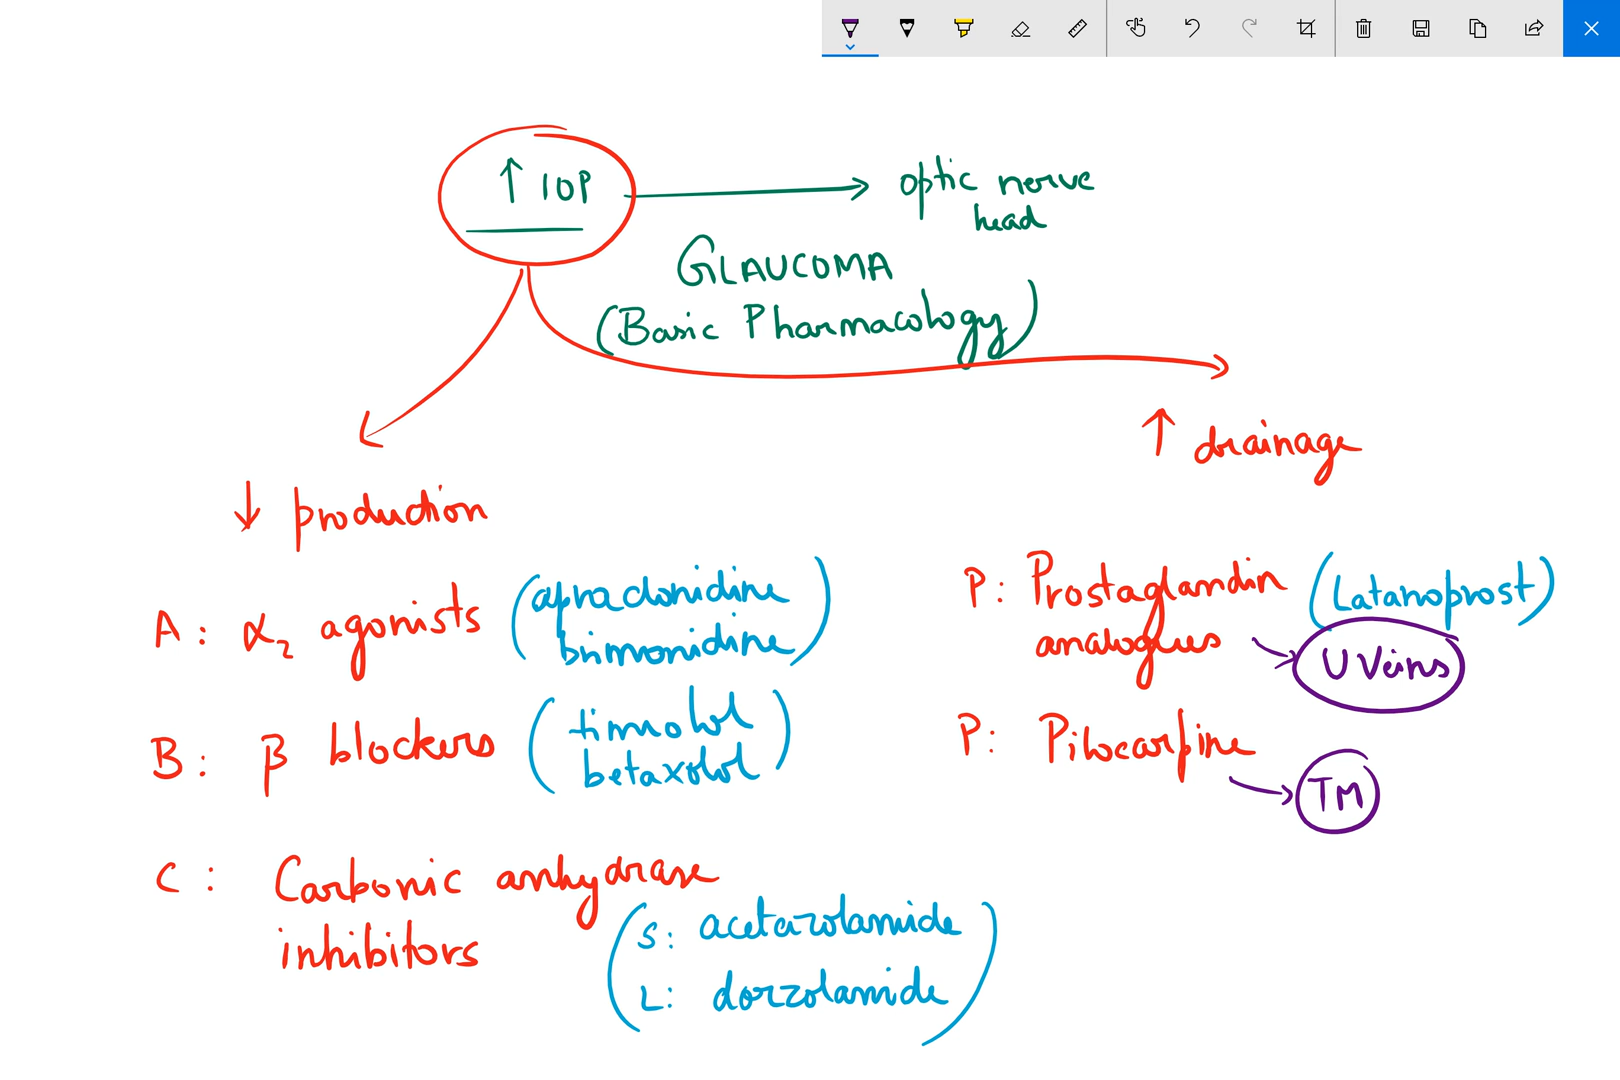 ↑ IOP → optic nerve
head
GLAUCOMA
(Basic Pharmacology)
↓ production
A: α₂ agonists (apraclonidine
brimonidine)
B: β blockers (timolol
betaxolol)
C: Carbonic anhydrase
inhibitors
(S: acetazolamide
L: dorzolamide)
↑ drainage
P: Prostaglandin (Latanoprost)
analogues → UVeins
P: Pilocarpine
→ TM